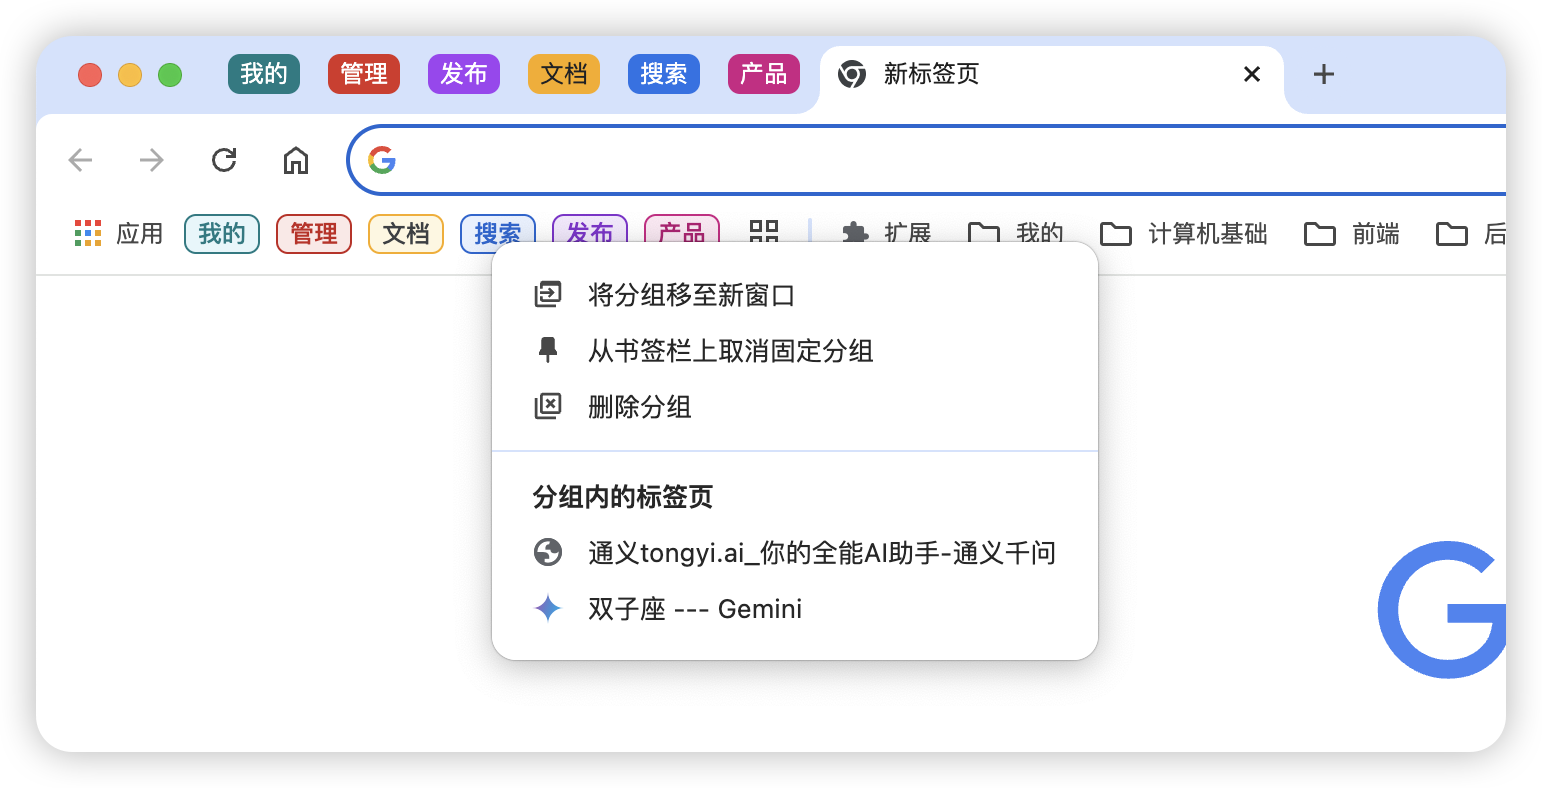 我的 管理 发布 文档 搜索 产品 新标签页
应用 我的 管理 文档 搜索 发布 产品 扩展 我的 计算机基础 前端 后
将分组移至新窗口
从书签栏上取消固定分组
删除分组
分组内的标签页
通义tongyi.ai_你的全能AI助手-通义千问
双子座 --- Gemini
G